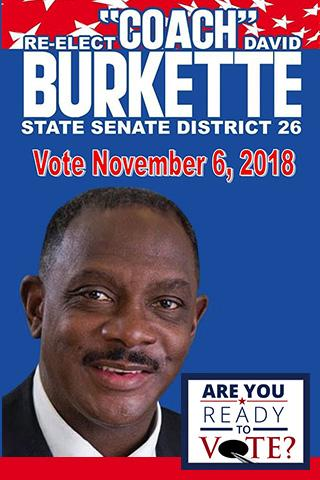 "COACH"
RE-ELECT DAVID
BURKETTE
STATE SENATE DISTRICT 26
Vote November 6, 2018
ARE YOU
READY
TO
VOTE?